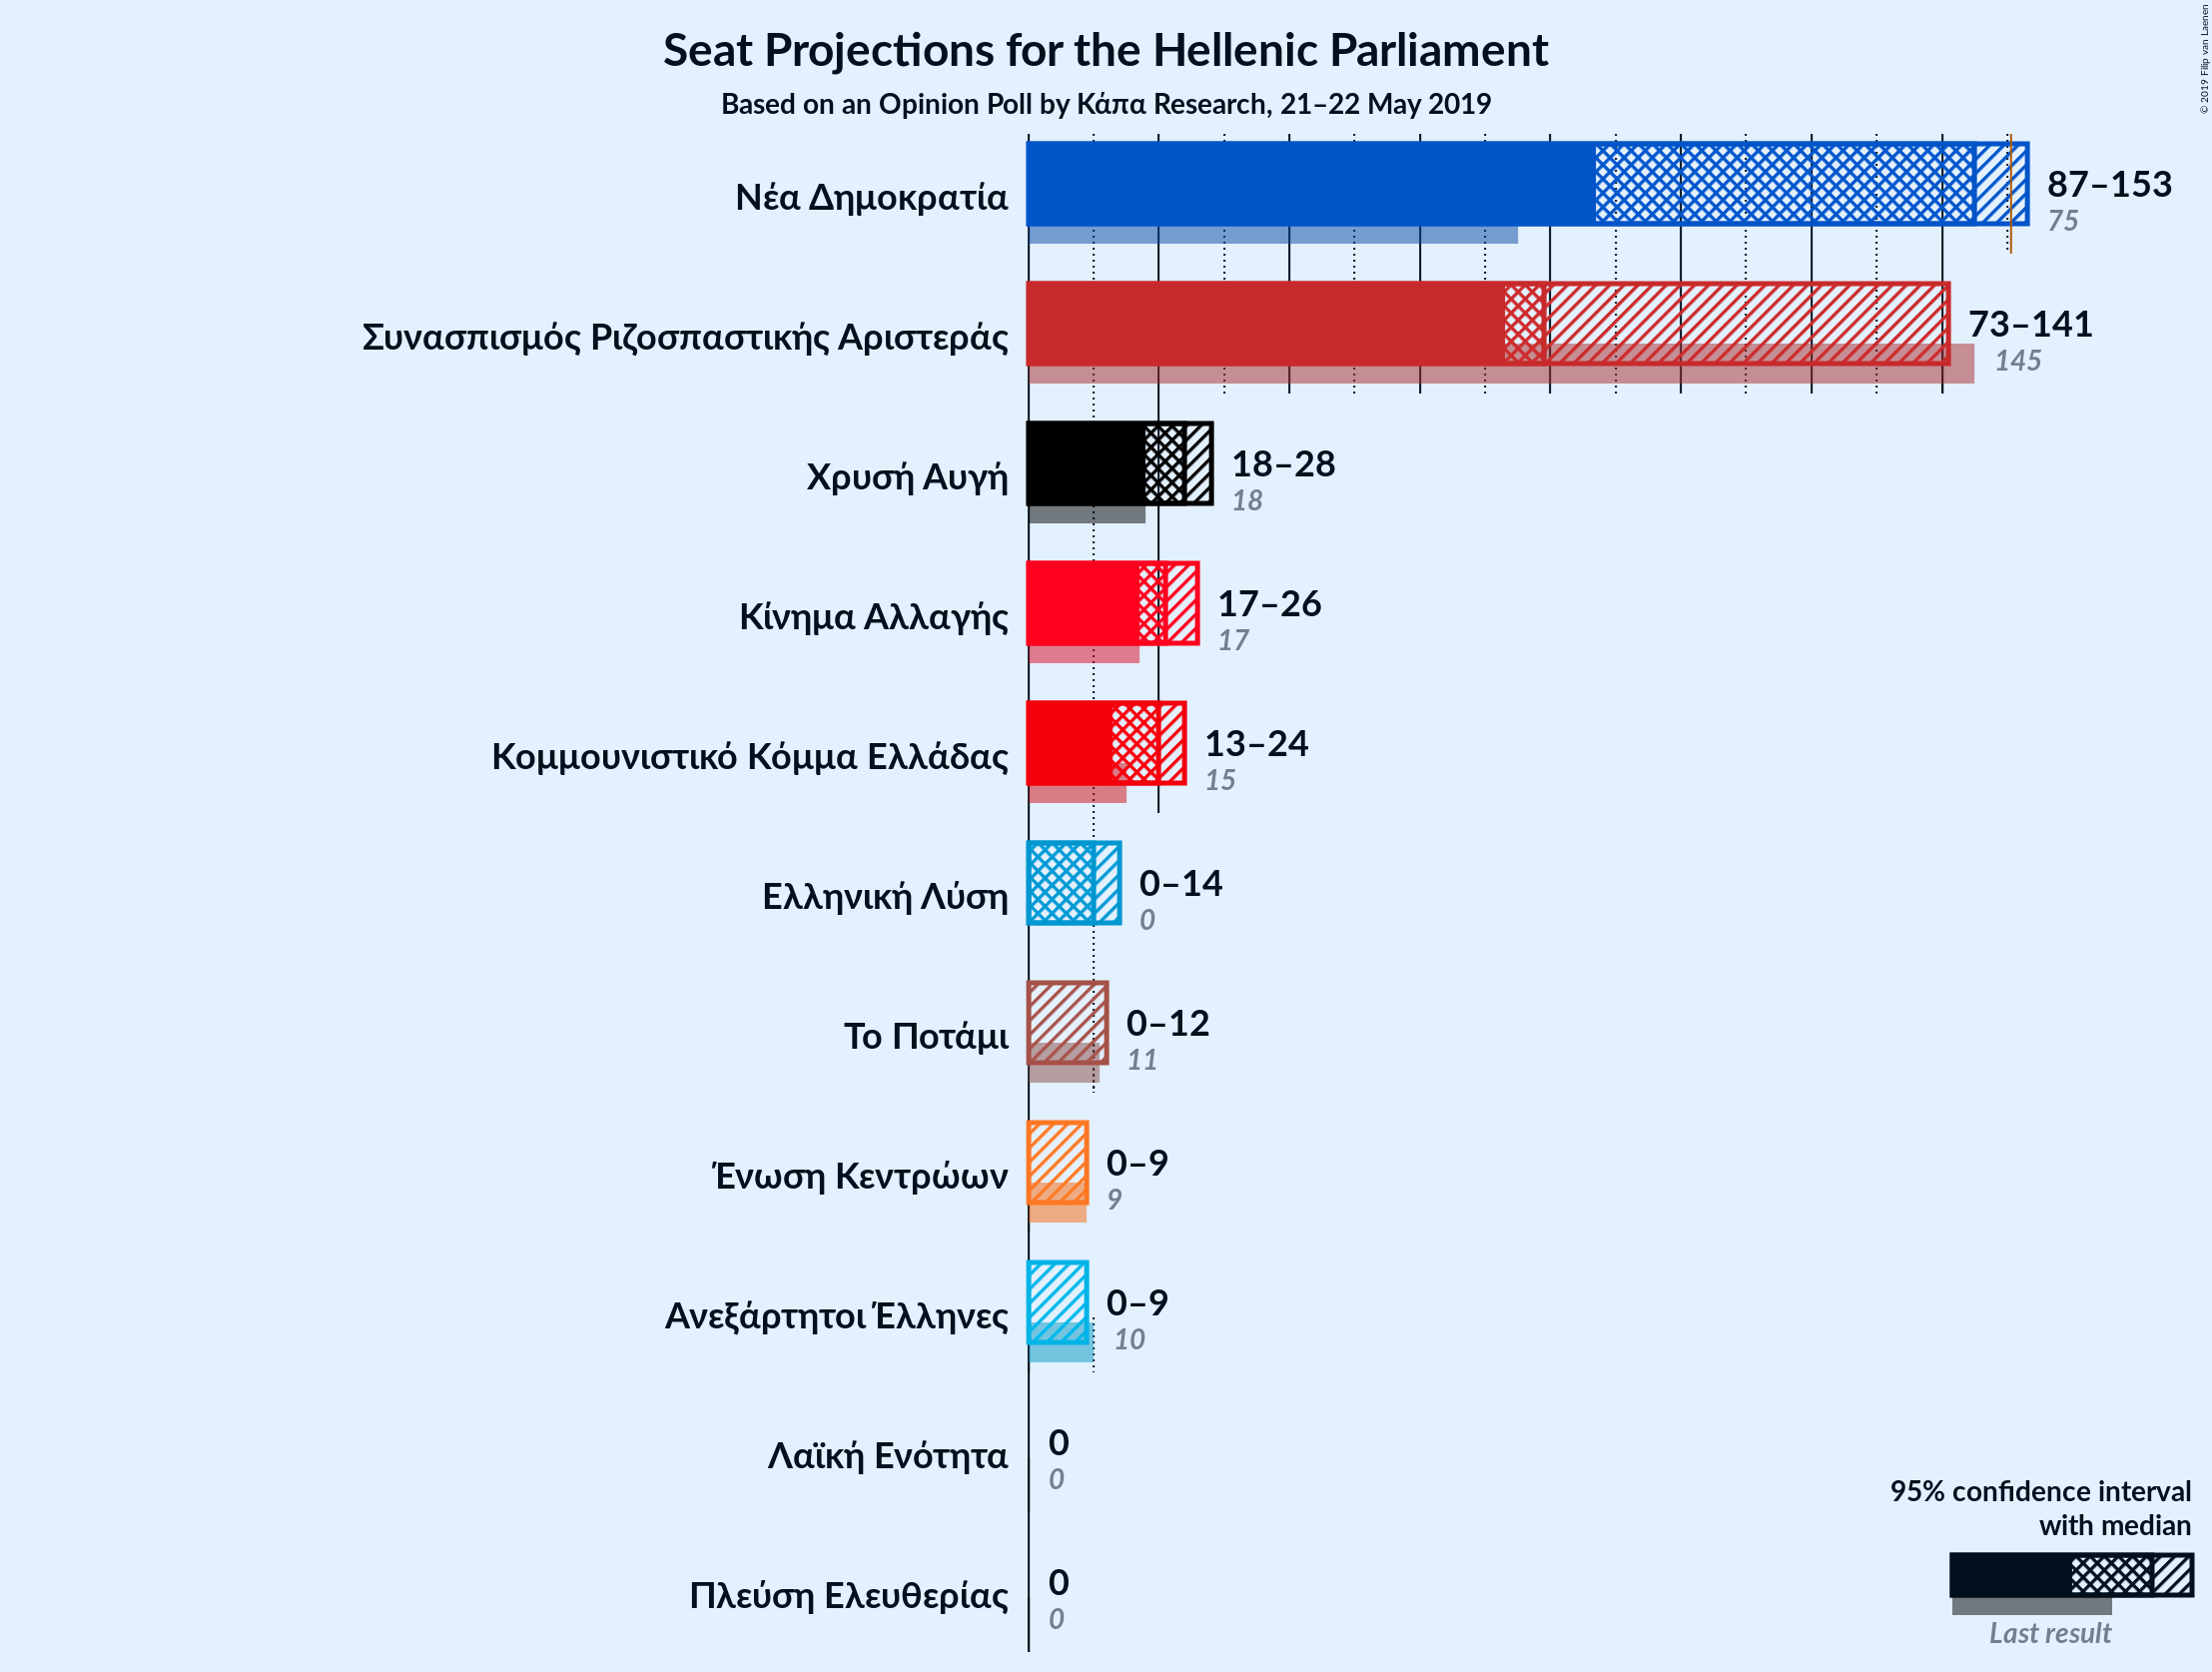 Seat Projections for the Hellenic Parliament
Based on an Opinion Poll by Κάπα Research, 21–22 May 2019
© 2019 Filip van Laenen
Νέα Δημοκρατία
87–153
75
Συνασπισμός Ριζοσπαστικής Αριστεράς
73–141
145
Χρυσή Αυγή
18–28
18
Κίνημα Αλλαγής
17–26
17
Κομμουνιστικό Κόμμα Ελλάδας
13–24
15
Ελληνική Λύση
0–14
0
Το Ποτάμι
0–12
11
Ένωση Κεντρώων
0–9
9
Ανεξάρτητοι Έλληνες
0–9
10
Λαϊκή Ενότητα
0
0
Πλεύση Ελευθερίας
0
0
95% confidence interval
with median
Last result